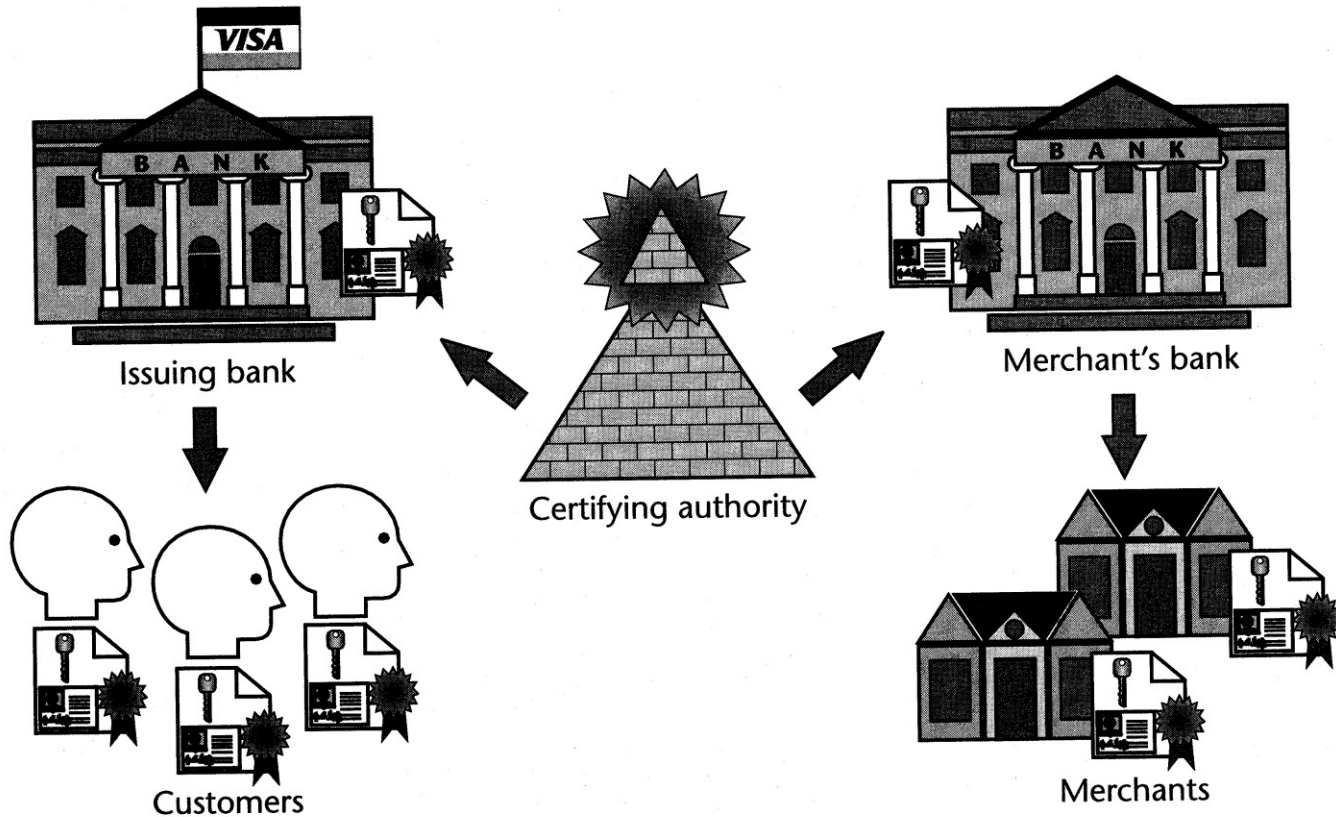 VISA
BANK
BANK
Issuing bank
Merchant's bank
Certifying authority
Customers
Merchants